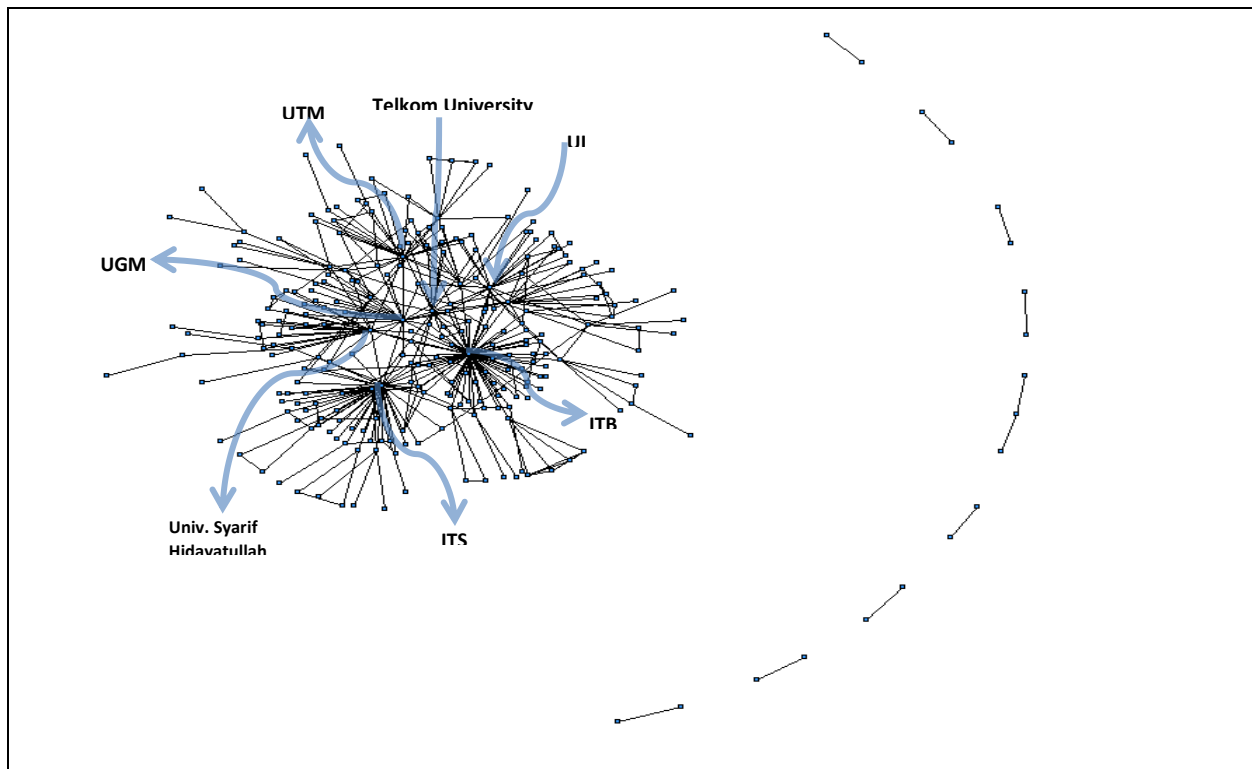 Telkom University
UTM
UI
UGM
ITB
Univ. Syarif
Hidayatullah
ITS